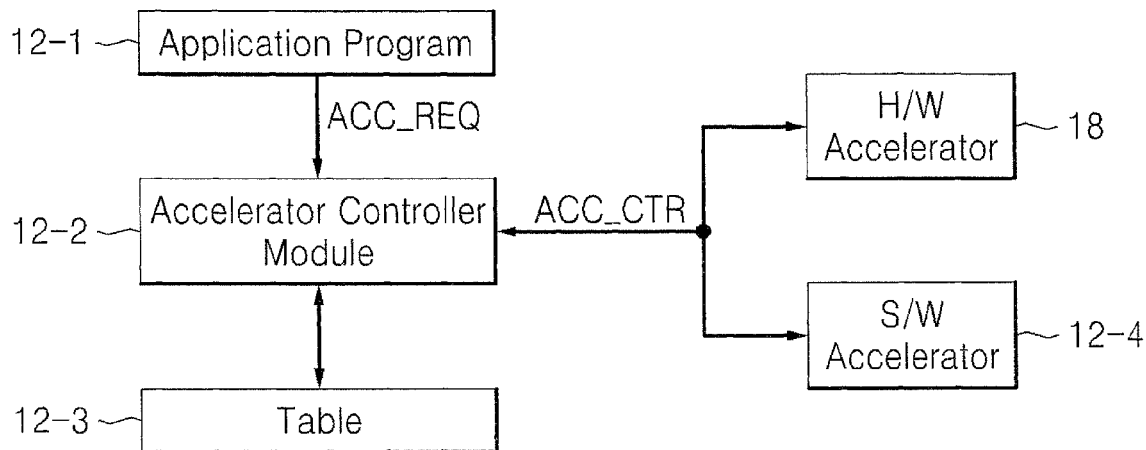 12-1
Application Program
ACC_REQ
H/W
Accelerator
18
12-2
Accelerator Controller
Module
ACC_CTR
S/W
Accelerator
12-4
12-3
Table